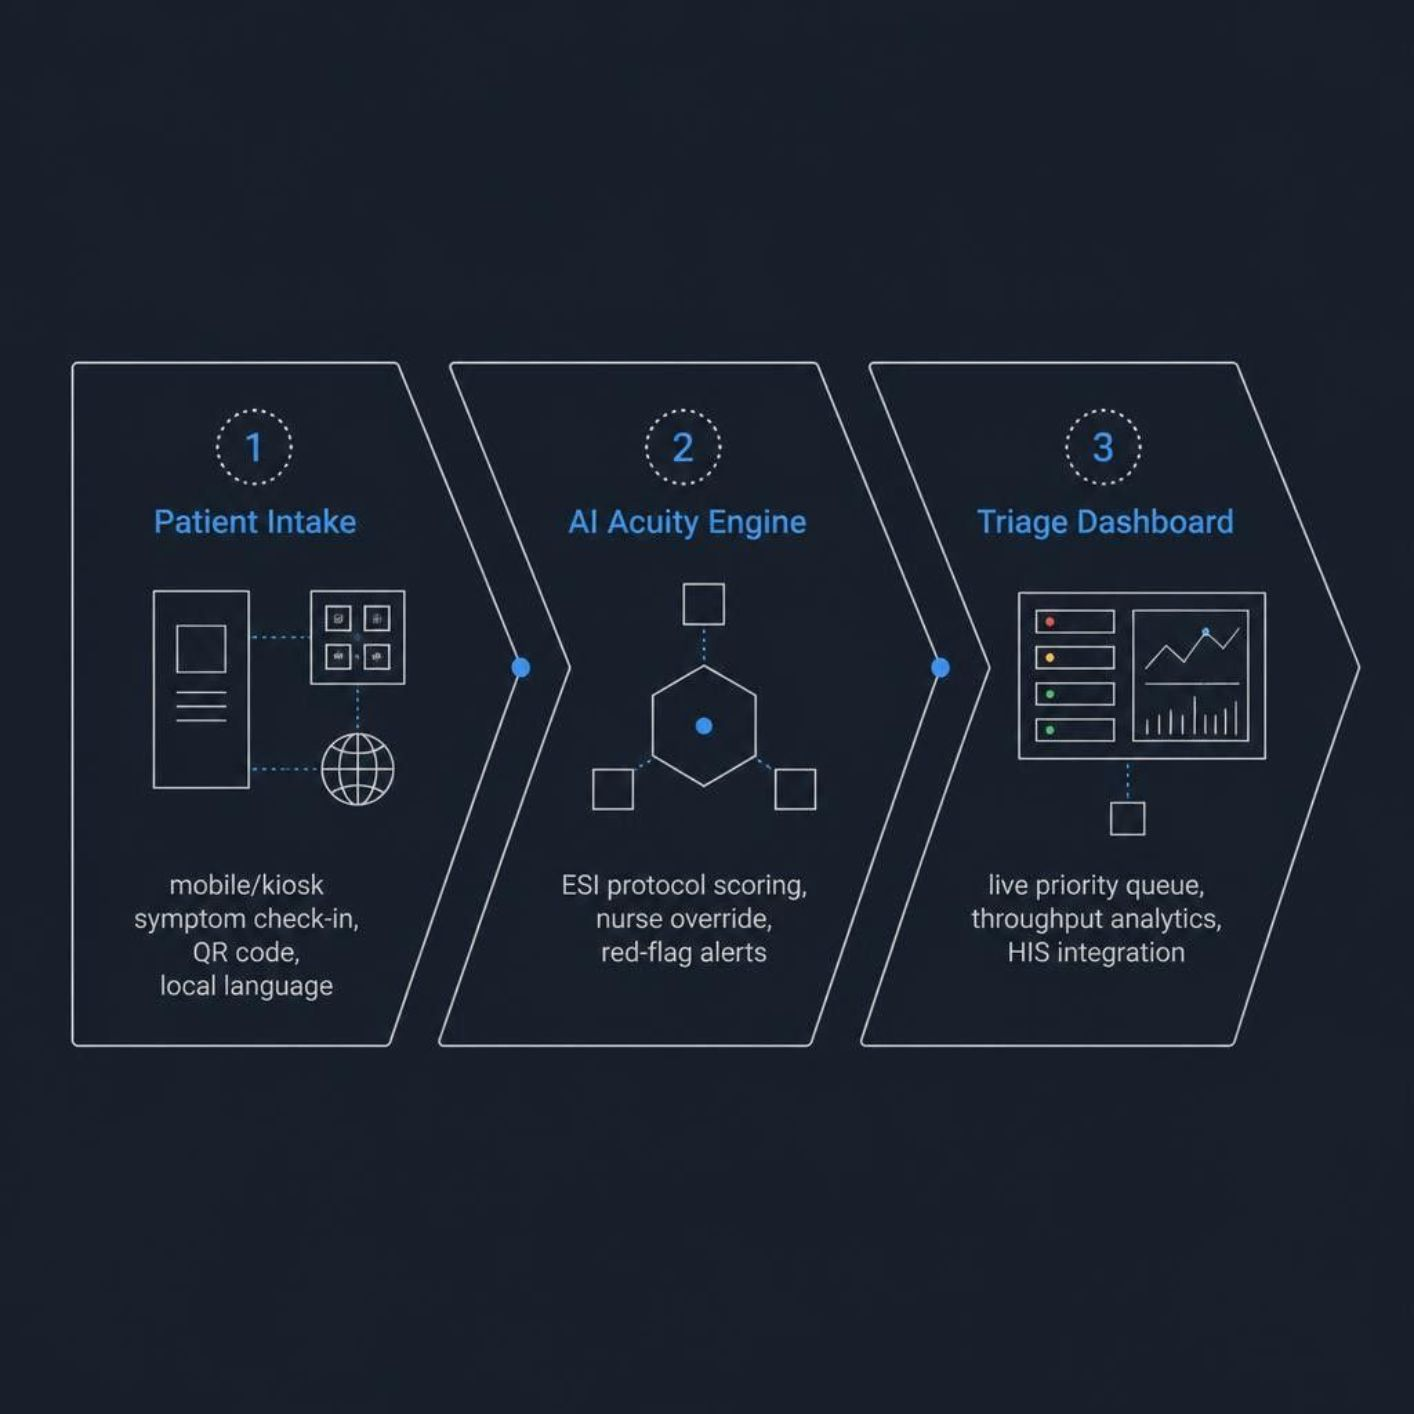 1
Patient Intake
mobile/kiosk
symptom check-in,
QR code,
local language
2
AI Acuity Engine
ESI protocol scoring,
nurse override,
red-flag alerts
3
Triage Dashboard
live priority queue,
throughput analytics,
HIS integration